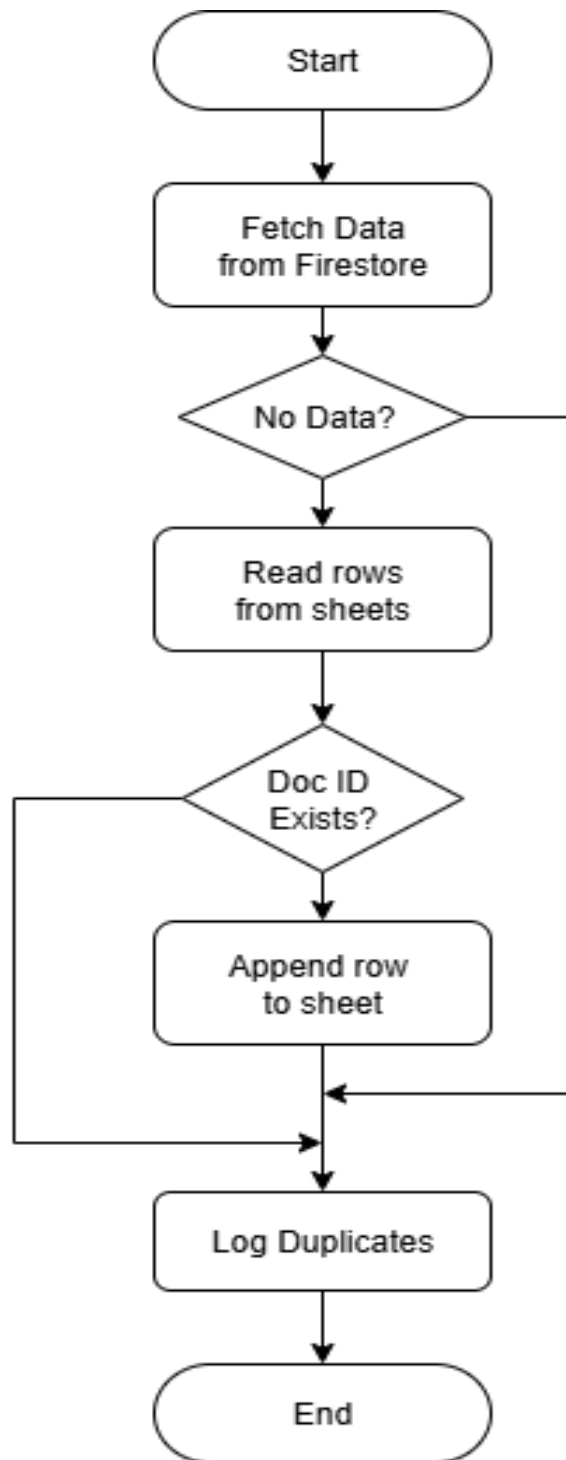 Start
Fetch Data
from Firestore
No Data?
Read rows
from sheets
Doc ID
Exists?
Append row
to sheet
Log Duplicates
End